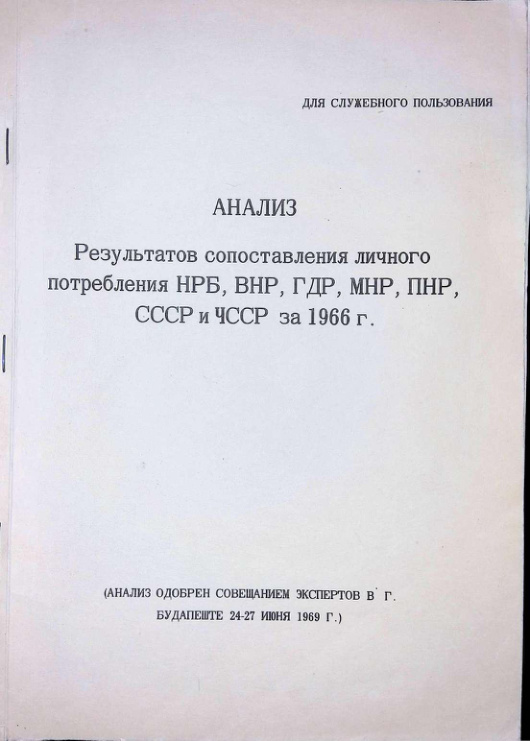 ДЛЯ СЛУЖЕБНОГО ПОЛЬЗОВАНИЯ
АНАЛИЗ
Результатов сопоставления личного
потребления НРБ, ВНР, ГДР, МНР, ПНР,
СССР и ЧССР за 1966 г.
(АНАЛИЗ ОДОБРЕН СОВЕЩАНИЕМ ЭКСПЕРТОВ В Г.
БУДАПЕШТЕ 24-27 ИЮНЯ 1969 Г.)